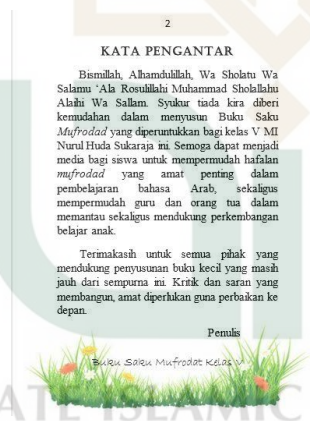 2
KATA PENGANTAR
Bismillah, Alhamdulillah, Wa Sholatu Wa
Salamu ‘Ala Rosulillahi Muhammad Sholallahu
Alaihi Wa Sallam. Syukur tiada kira diberi
kemudahan dalam menyusun Buku Saku
Mufrodad yang diperuntukkan bagi kelas V MI
Nurul Huda Sukaraja ini. Semoga dapat menjadi
media bagi siswa untuk mempermudah hafalan
mufrodad yang amat penting dalam
pembelajaran bahasa Arab, sekaligus
mempermudah guru dan orang tua dalam
memantau sekaligus mendukung perkembangan
belajar anak.
Terimakasih untuk semua pihak yang
mendukung penyusunan buku kecil yang masih
jauh dari sempurna ini. Kritik dan saran yang
membangun, amat diperlukan guna perbaikan ke
depan.
Penulis
Buku Saku Mufrodat Kelas V
ATE ISLAMIC